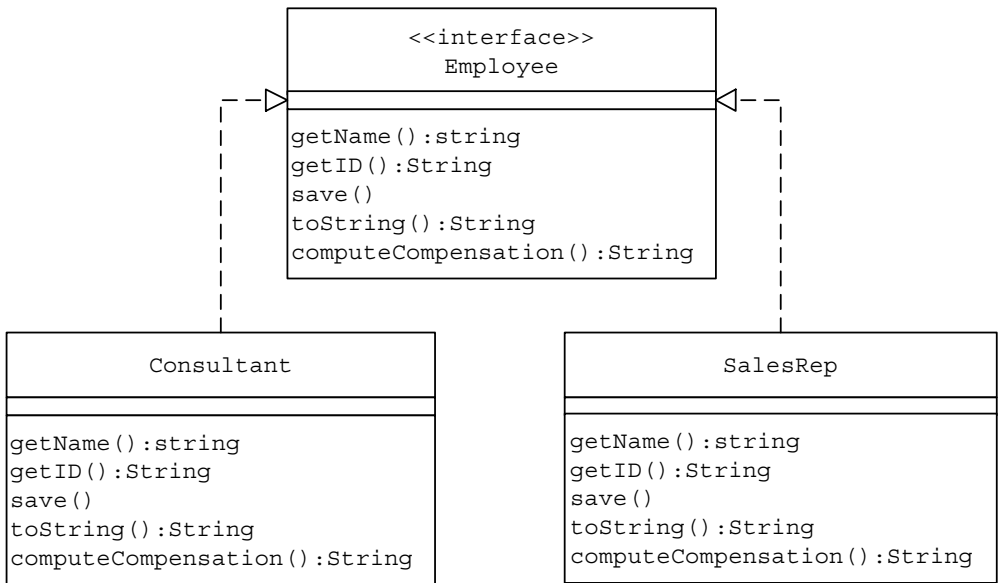 <<interface>>
Employee
getName():string
getID():String
save()
toString():String
computeCompensation():String
Consultant
getName():string
getID():String
save()
toString():String
computeCompensation():String
SalesRep
getName():string
getID():String
save()
toString():String
computeCompensation():String